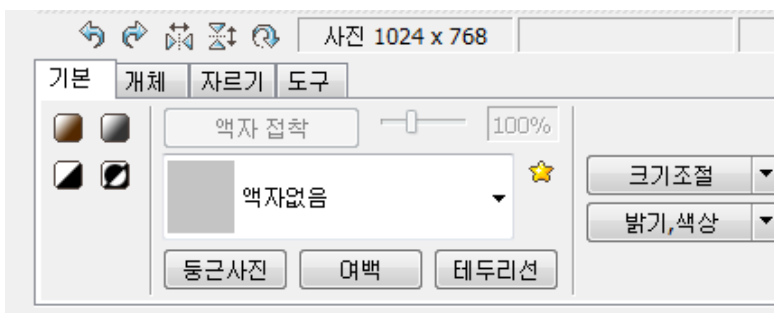 사진 1024 x 768
기본 개체 자르기 도구
액자 접착 100%
액자없음
크기조절
밝기,색상
둥근사진 여백 테두리선